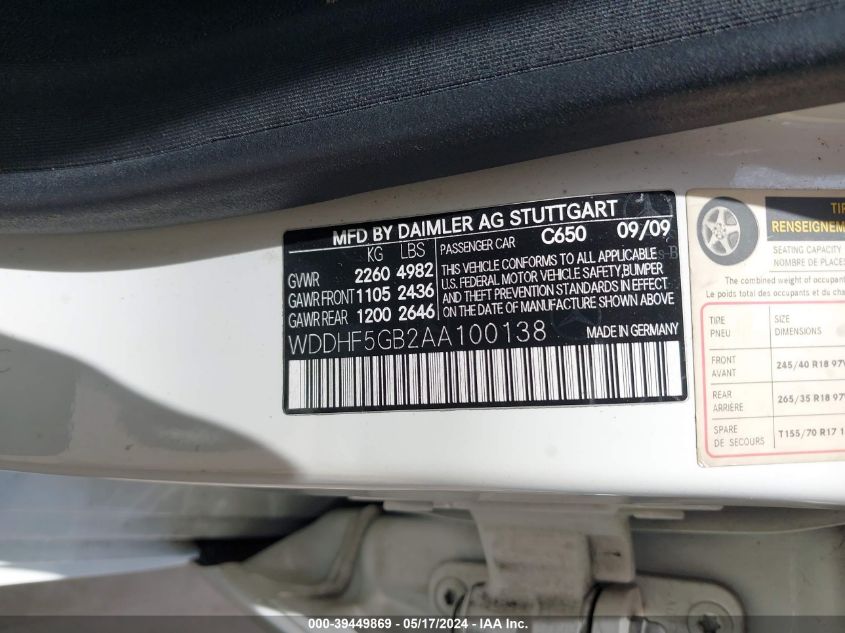 MFD BY DAIMLER AG STUTTGART
KG LBS PASSENGER CAR C650 09/09
GVWR 2260 4982
GAWR FRONT 1105 2436
GAWR REAR 1200 2646
THIS VEHICLE CONFORMS TO ALL APPLICABLE
U.S. FEDERAL MOTOR VEHICLE SAFETY, BUMPER
AND THEFT PREVENTION STANDARDS IN EFFECT
ON THE DATE OF MANUFACTURE SHOWN ABOVE.
WDDHF5GB2AA100138 MADE IN GERMANY
RENSEIGNEM
SEATING CAPACITY
NOMBRE DE PLACES
The combined weight of occupant
Le poids total des occupants et du cha
TIRE SIZE
PNEU DIMENSIONS
FRONT 245/40 R18 97
AVANT
REAR 265/35 R18 97
ARRIÈRE
SPARE T155/70 R17 1
DE SECOURS
000-39449869 / 05/17/2024 - IAA Inc.